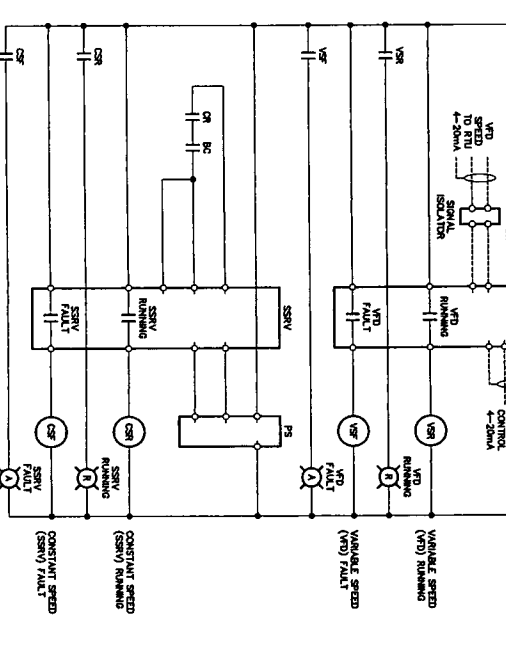 VFD
SPEED
TO RTU
4-20mA
SIGNAL
ISOLATOR
CONTROL
4-20mA
VSR
VFD
RUNNING
VSR
VARIABLE SPEED
(VFD) RUNNING
R
VFD
RUNNING
VSF
VFD
FAULT
VSF
VARIABLE SPEED
(VFD) FAULT
A
VFD
FAULT
CR
BC
SSRV
PS
CSR
SSRV
RUNNING
CSR
CONSTANT SPEED
(SSRV) RUNNING
R
SSRV
RUNNING
CSF
SSRV
FAULT
CSF
CONSTANT SPEED
(SSRV) FAULT
A
SSRV
FAULT